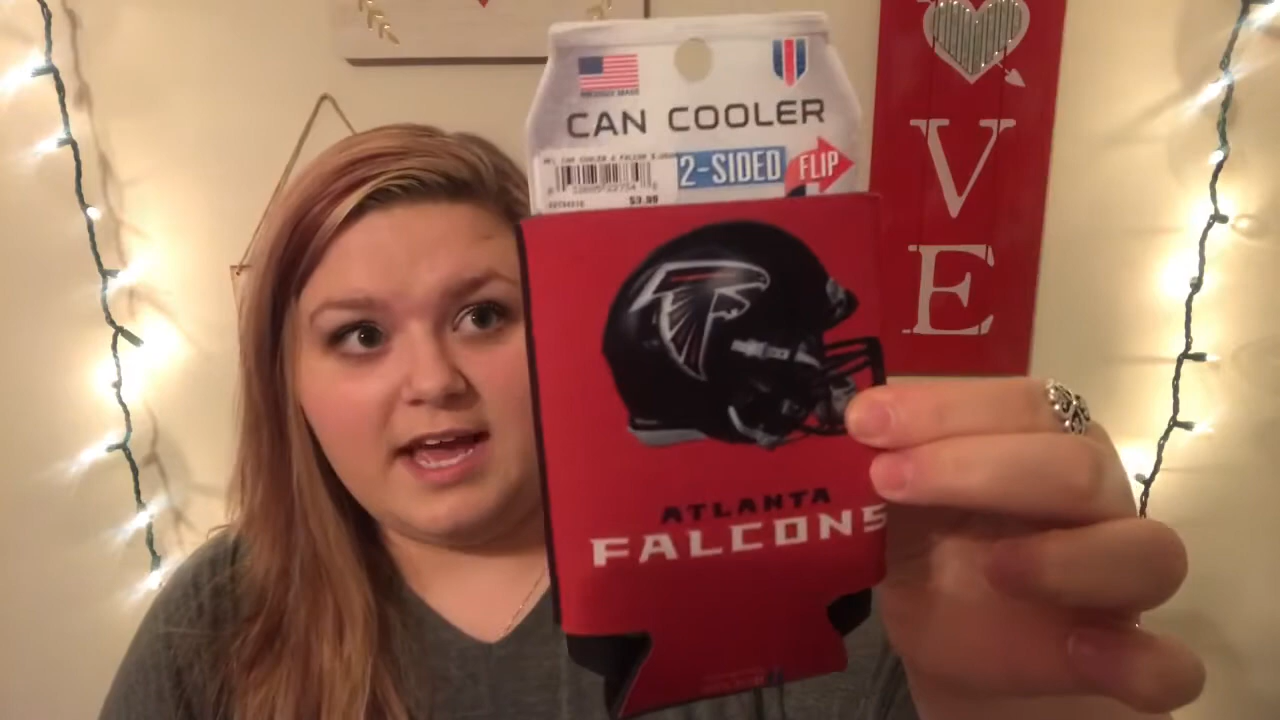 CAN COOLER
2-SIDED
FLIP
$3.99
ATLANTA
FALCONS
V
E